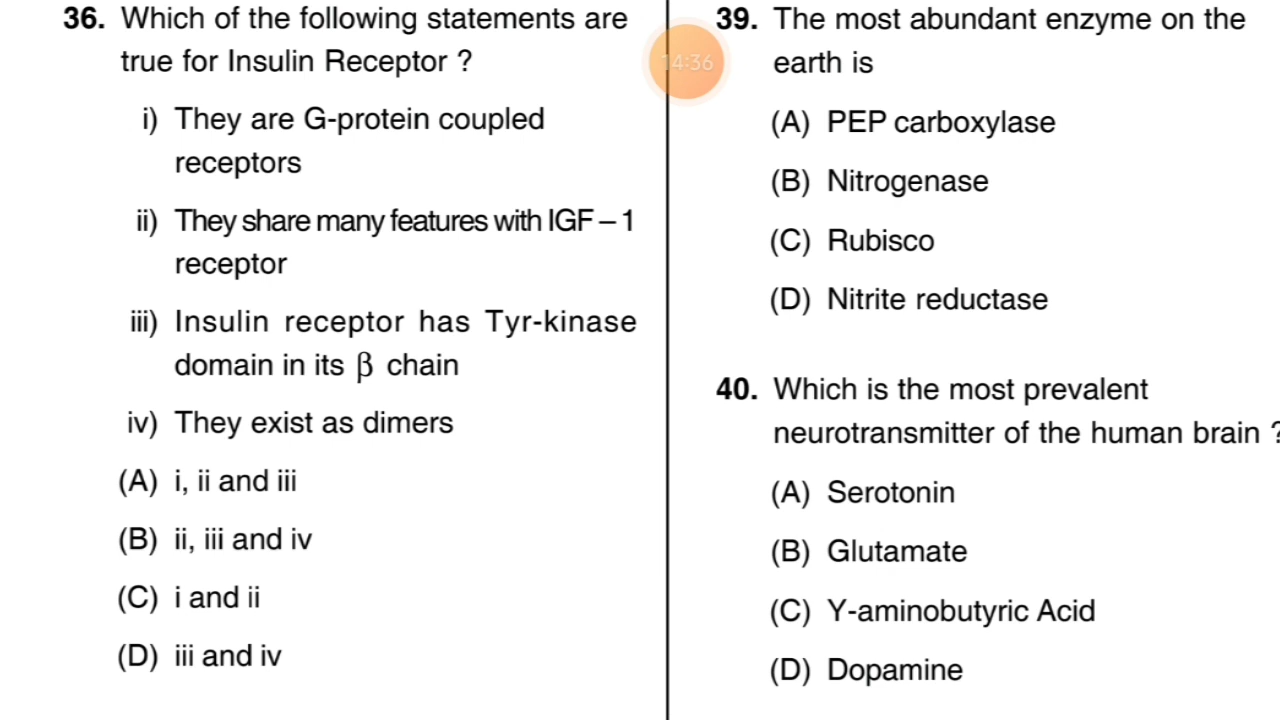 36. Which of the following statements are
true for Insulin Receptor ?
i) They are G-protein coupled
receptors
ii) They share many features with IGF – 1
receptor
iii) Insulin receptor has Tyr-kinase
domain in its β chain
iv) They exist as dimers
(A) i, ii and iii
(B) ii, iii and iv
(C) i and ii
(D) iii and iv
14:36
39. The most abundant enzyme on the
earth is
(A) PEP carboxylase
(B) Nitrogenase
(C) Rubisco
(D) Nitrite reductase
40. Which is the most prevalent
neurotransmitter of the human brain ?
(A) Serotonin
(B) Glutamate
(C) Y-aminobutyric Acid
(D) Dopamine